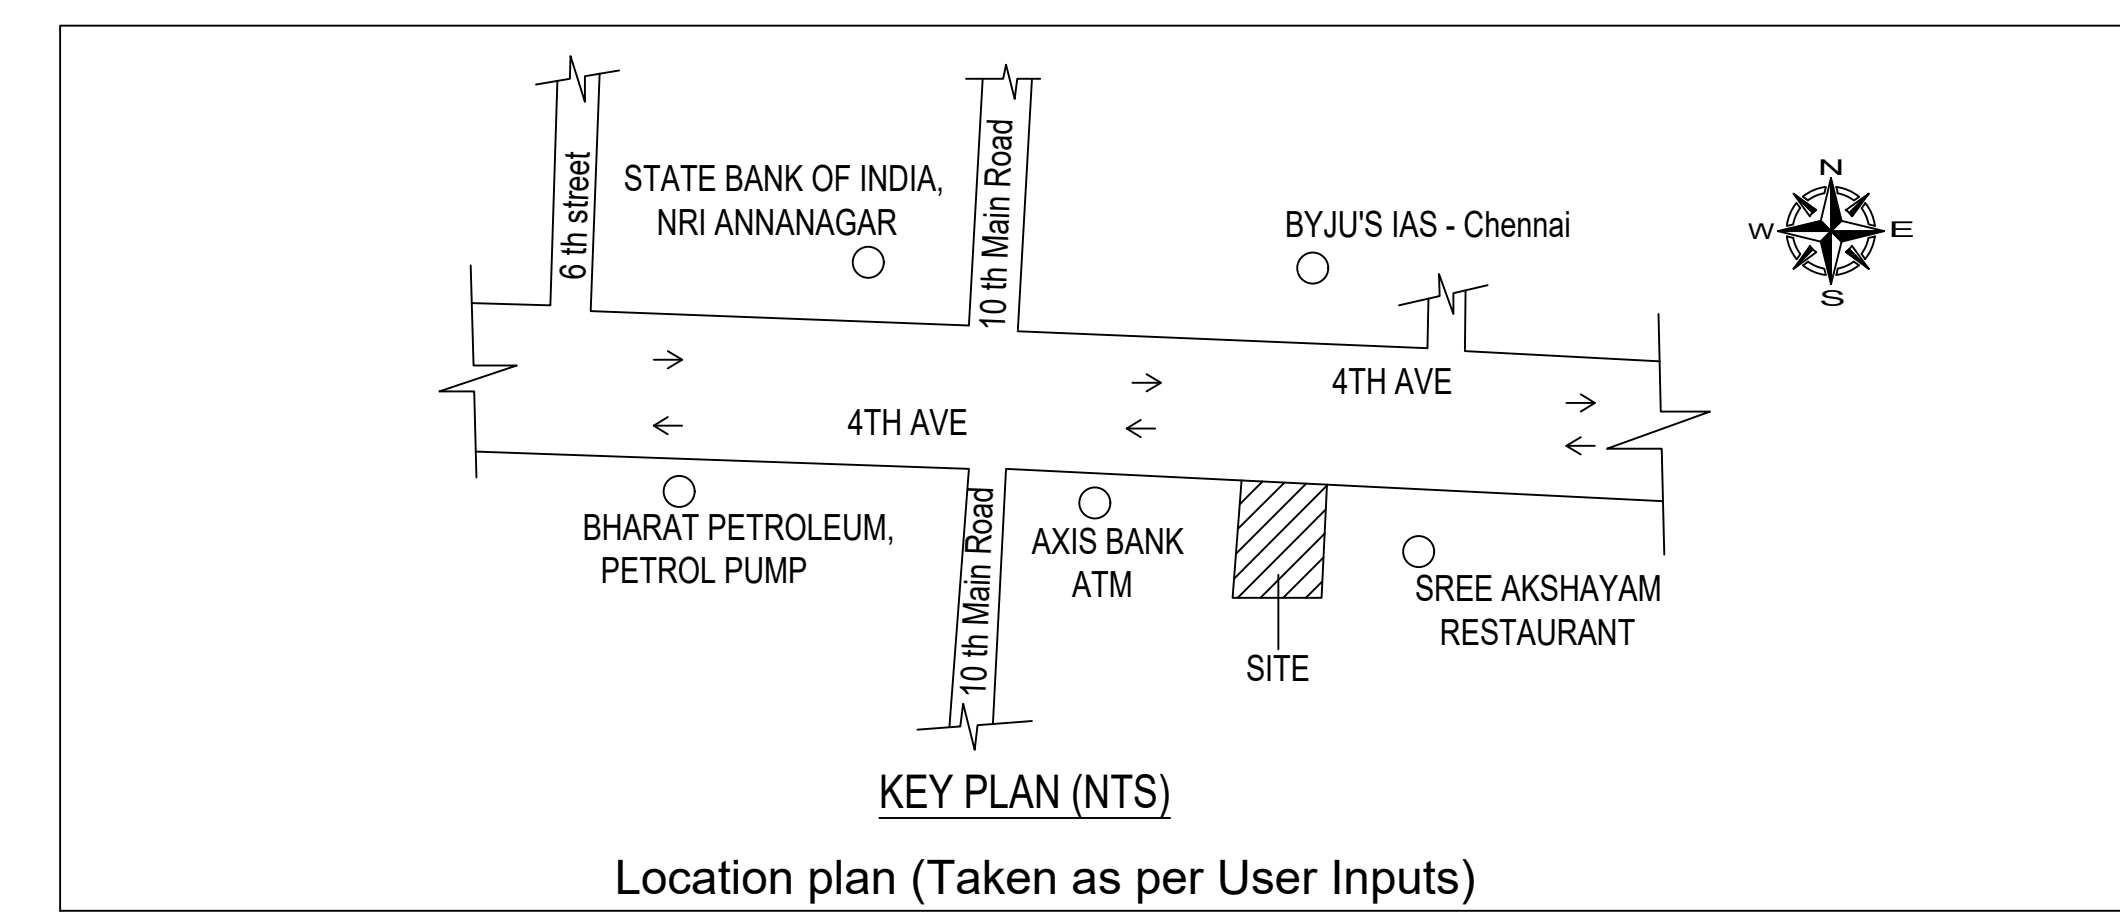 6 th street
STATE BANK OF INDIA,
NRI ANNANAGAR
10 th Main Road
BYJU'S IAS - Chennai
N
W
E
S
4TH AVE
4TH AVE
BHARAT PETROLEUM,
PETROL PUMP
10 th Main Road
AXIS BANK
ATM
SITE
SREE AKSHAYAM
RESTAURANT
KEY PLAN (NTS)
Location plan (Taken as per User Inputs)